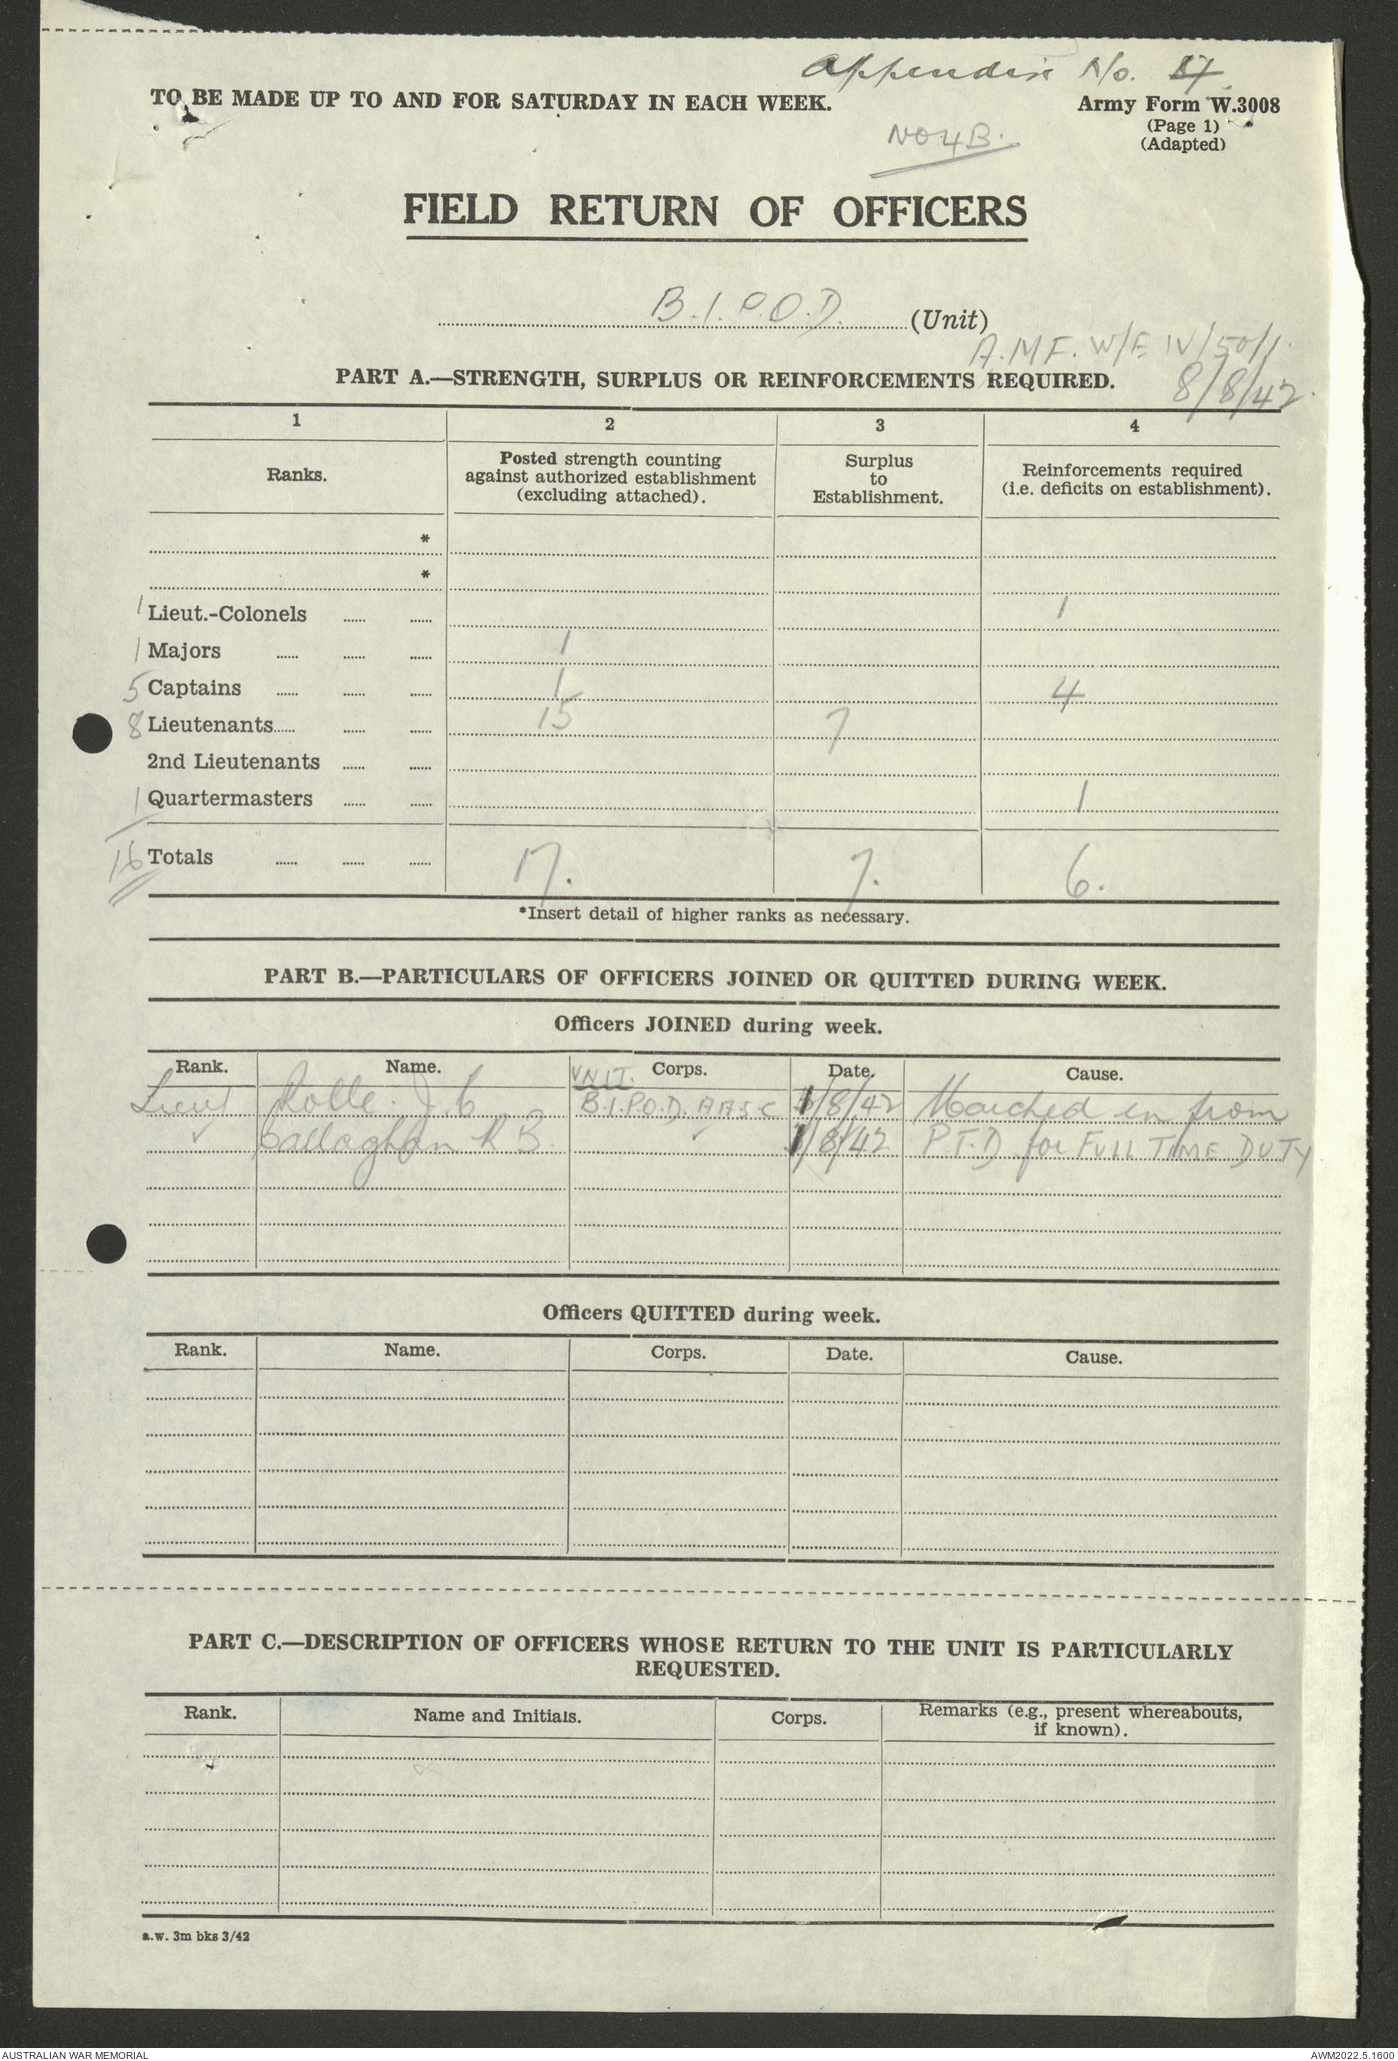 Appendix No. 
TO BE MADE UP TO AND FOR SATURDAY IN EACH WEEK.
Army Form W.3008
(Page 1)
(Adapted)
NO 4 B.
FIELD RETURN OF OFFICERS
B.I.P.O.D. (Unit)
A.M.F. W/E IV/50/1.
8/8/42.
PART A.—STRENGTH, SURPLUS OR REINFORCEMENTS REQUIRED.
1 2 3 4
Ranks. Posted strength counting against authorized establishment (excluding attached). Surplus to Establishment. Reinforcements required (i.e. deficits on establishment).
*
*
1 Lieut.-Colonels ...... ...... 1
1 Majors ...... ...... ...... 1
5 Captains ...... ...... ...... 1 4
8 Lieutenants...... ...... ...... 15 7
2nd Lieutenants ...... ......
1 Quartermasters ...... ...... 1
16 Totals ...... ...... ...... 17. 7. 6.
*Insert detail of higher ranks as necessary.
PART B.—PARTICULARS OF OFFICERS JOINED OR QUITTED DURING WEEK.
Officers JOINED during week.
Rank. Name. UNIT. Corps. Date. Cause.
Lieut Rolle. J. C B.I.P.O.D. AASC 1/8/42 Marched in from
✓ Callaghan R B. ✓ 1/8/42 P.T.D. for FULL TIME DUTY
Officers QUITTED during week.
Rank. Name. Corps. Date. Cause.
PART C.—DESCRIPTION OF OFFICERS WHOSE RETURN TO THE UNIT IS PARTICULARLY
REQUESTED.
Rank. Name and Initials. Corps. Remarks (e.g., present whereabouts, if known).
a.w. 3m bks 3/42
AUSTRALIAN WAR MEMORIAL
AWM2022.5.1600